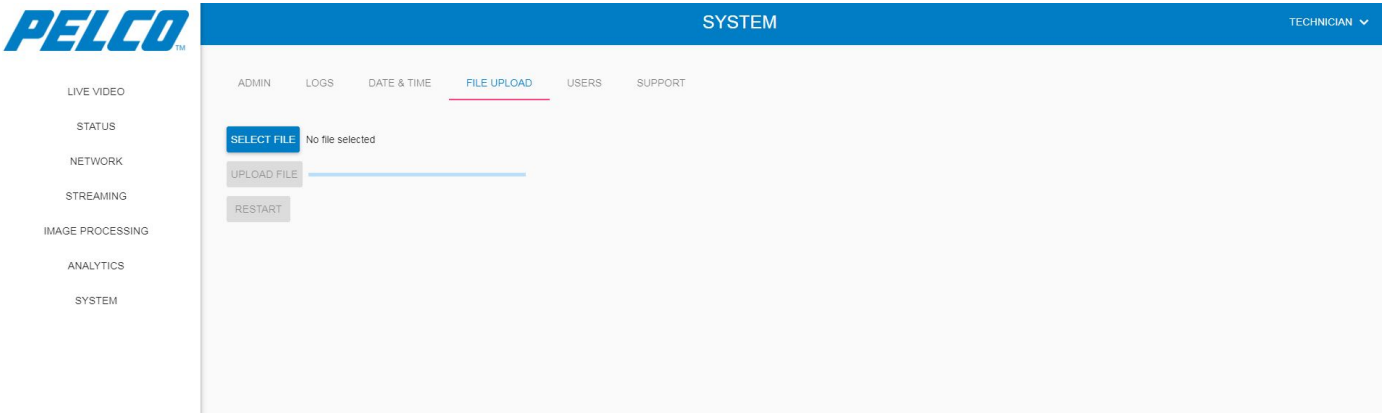 PELCO TM
SYSTEM
TECHNICIAN
LIVE VIDEO
STATUS
NETWORK
STREAMING
IMAGE PROCESSING
ANALYTICS
SYSTEM
ADMIN LOGS DATE & TIME FILE UPLOAD USERS SUPPORT
SELECT FILE No file selected
UPLOAD FILE
RESTART